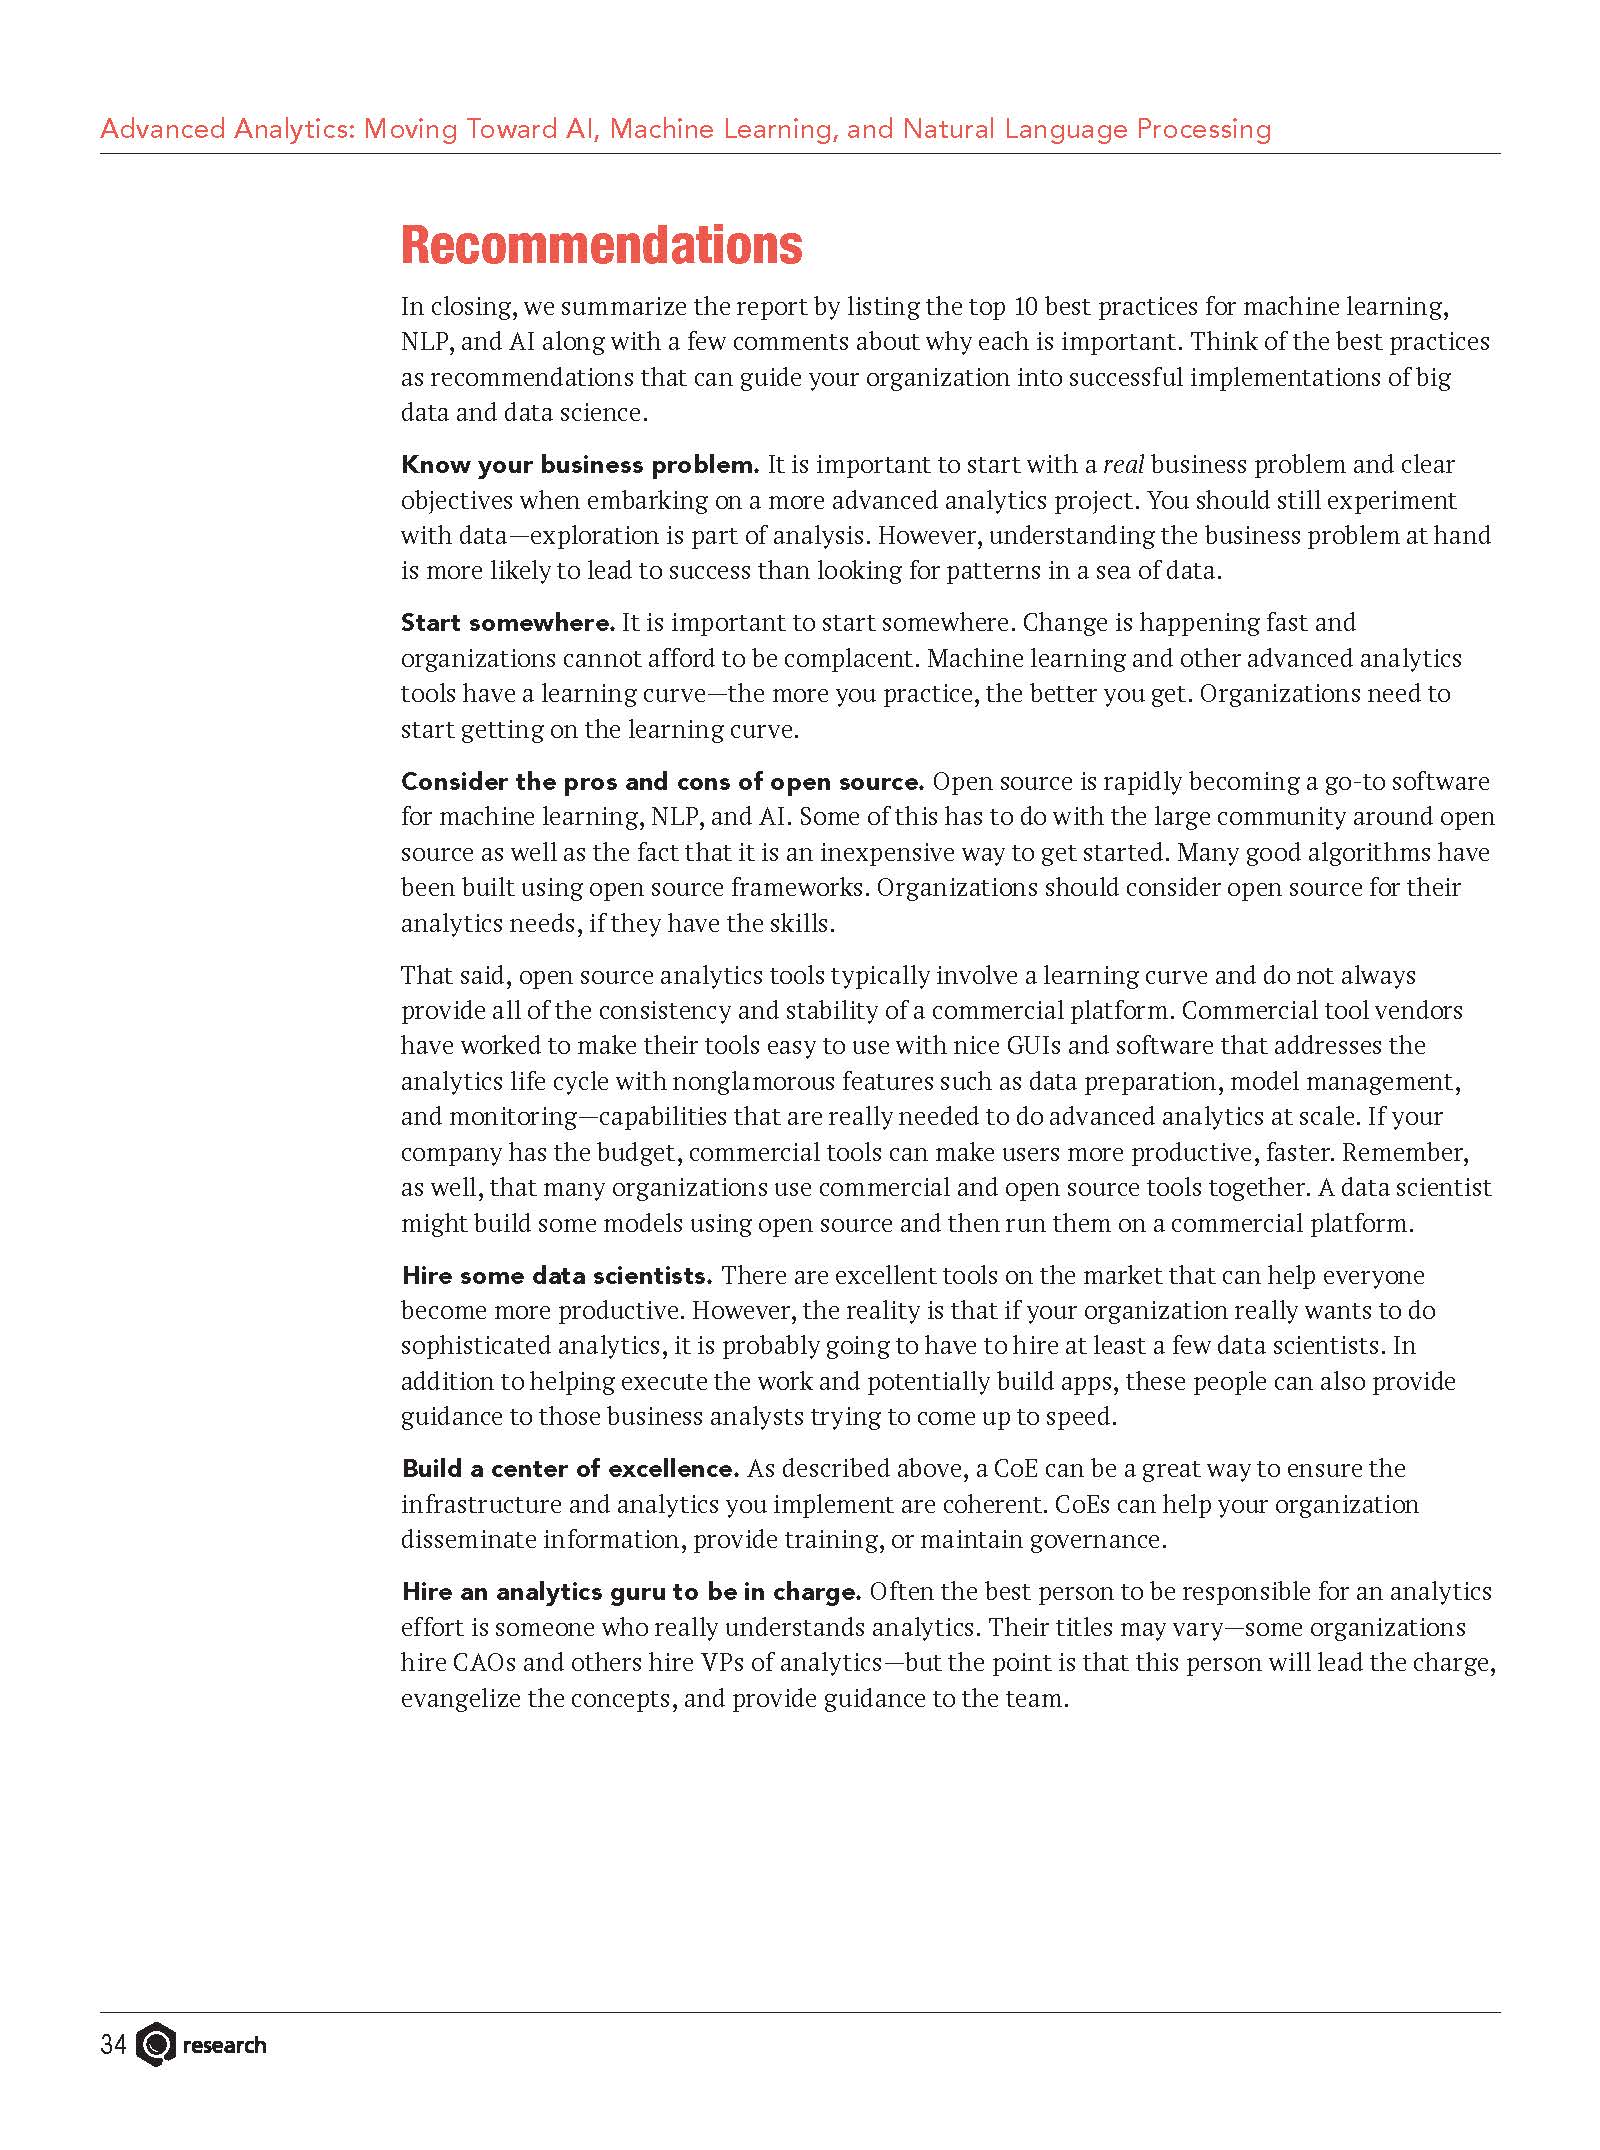 Advanced Analytics: Moving Toward AI, Machine Learning, and Natural Language Processing
Recommendations
In closing, we summarize the report by listing the top 10 best practices for machine learning,
NLP, and AI along with a few comments about why each is important. Think of the best practices
as recommendations that can guide your organization into successful implementations of big
data and data science.
Know your business problem. It is important to start with a real business problem and clear
objectives when embarking on a more advanced analytics project. You should still experiment
with data—exploration is part of analysis. However, understanding the business problem at hand
is more likely to lead to success than looking for patterns in a sea of data.
Start somewhere. It is important to start somewhere. Change is happening fast and
organizations cannot afford to be complacent. Machine learning and other advanced analytics
tools have a learning curve—the more you practice, the better you get. Organizations need to
start getting on the learning curve.
Consider the pros and cons of open source. Open source is rapidly becoming a go-to software
for machine learning, NLP, and AI. Some of this has to do with the large community around open
source as well as the fact that it is an inexpensive way to get started. Many good algorithms have
been built using open source frameworks. Organizations should consider open source for their
analytics needs, if they have the skills.
That said, open source analytics tools typically involve a learning curve and do not always
provide all of the consistency and stability of a commercial platform. Commercial tool vendors
have worked to make their tools easy to use with nice GUIs and software that addresses the
analytics life cycle with nonglamorous features such as data preparation, model management,
and monitoring—capabilities that are really needed to do advanced analytics at scale. If your
company has the budget, commercial tools can make users more productive, faster. Remember,
as well, that many organizations use commercial and open source tools together. A data scientist
might build some models using open source and then run them on a commercial platform.
Hire some data scientists. There are excellent tools on the market that can help everyone
become more productive. However, the reality is that if your organization really wants to do
sophisticated analytics, it is probably going to have to hire at least a few data scientists. In
addition to helping execute the work and potentially build apps, these people can also provide
guidance to those business analysts trying to come up to speed.
Build a center of excellence. As described above, a CoE can be a great way to ensure the
infrastructure and analytics you implement are coherent. CoEs can help your organization
disseminate information, provide training, or maintain governance.
Hire an analytics guru to be in charge. Often the best person to be responsible for an analytics
effort is someone who really understands analytics. Their titles may vary—some organizations
hire CAOs and others hire VPs of analytics—but the point is that this person will lead the charge,
evangelize the concepts, and provide guidance to the team.
34 research